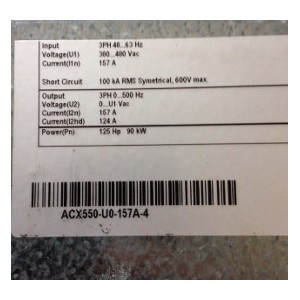 Input 3PH 40...63 Hz
Voltage(U1) 380...480 Vac
Current(I1n) 157 A
Short Circuit 100 kA RMS Symetrical, 600V max.
Output 3PH 0...500 Hz
Voltage(U2) 0...U1 Vac
Current(I2n) 157 A
Current(I2hd) 124 A
Power(Pn) 125 Hp 90 kW
ACX550-U0-157A-4